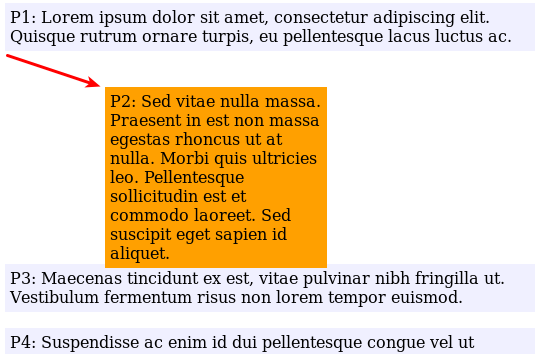 P1: Lorem ipsum dolor sit amet, consectetur adipiscing elit.
Quisque rutrum ornare turpis, eu pellentesque lacus luctus ac.
P2: Sed vitae nulla massa.
Praesent in est non massa
egestas rhoncus ut at
nulla. Morbi quis ultricies
leo. Pellentesque
sollicitudin est et
commodo laoreet. Sed
suscipit eget sapien id
aliquet.
P3: Maecenas tincidunt ex est, vitae pulvinar nibh fringilla ut.
Vestibulum fermentum risus non lorem tempor euismod.
P4: Suspendisse ac enim id dui pellentesque congue vel ut